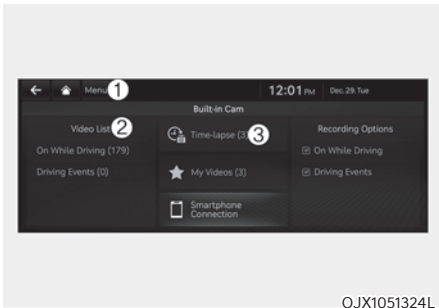 Menu 1
12:01 PM Dec. 29. Tue
Built-in Cam
Video List 2
Time-lapse (3) 3
Recording Options
On While Driving (179)
On While Driving
Driving Events (0)
My Videos (3)
Driving Events
Smartphone
Connection
OJX1051324L